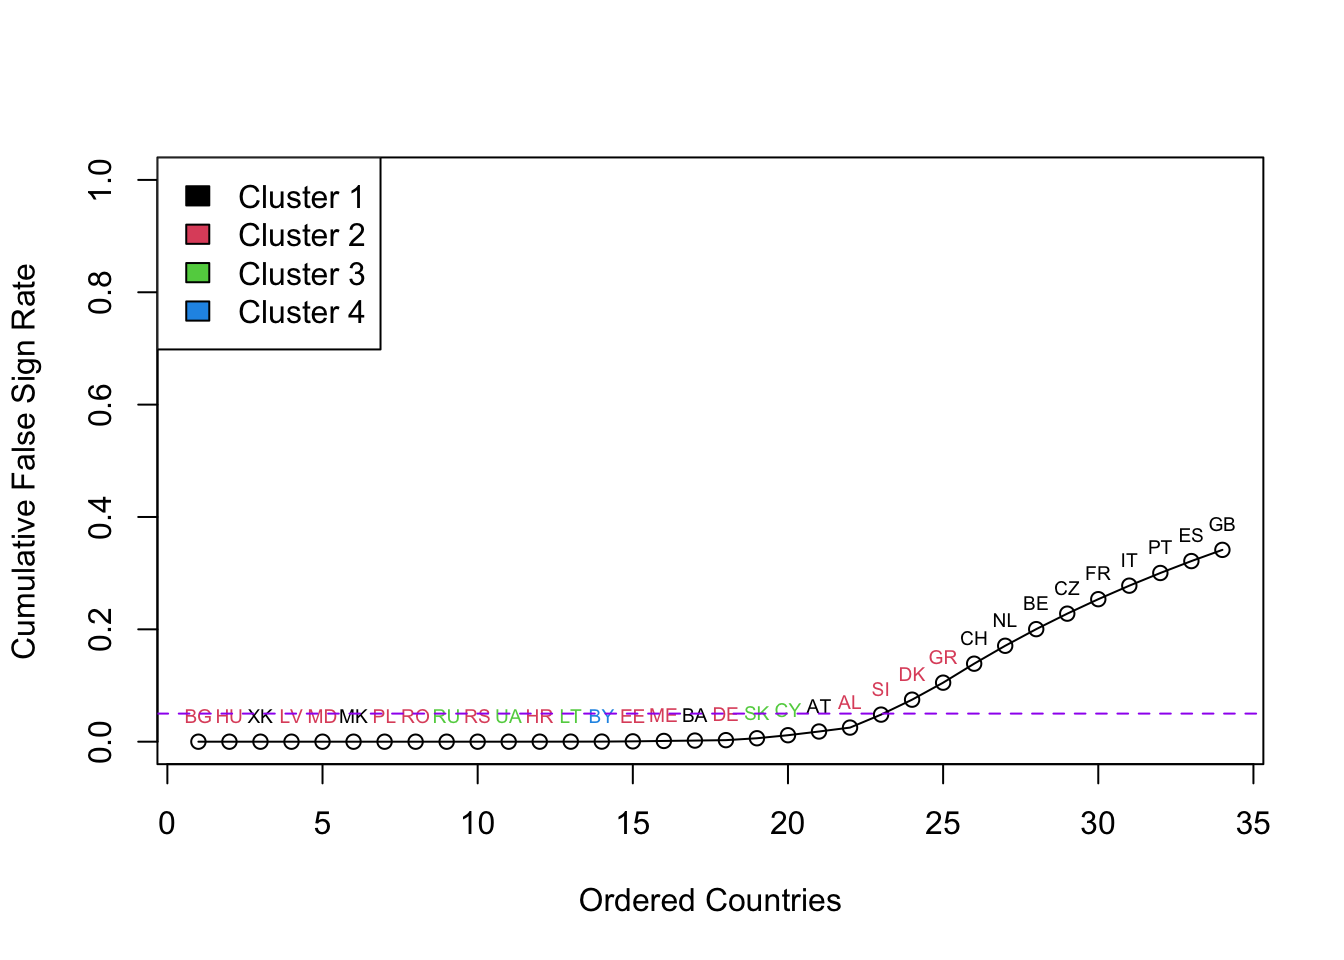 Cluster 1
Cluster 2
Cluster 3
Cluster 4
Cumulative False Sign Rate
1.0
0.8
0.6
0.4
0.2
0.0
BG HU XK LV MD MK PL RO RU RS UA HR LT BY EE ME BA DE SK CY AT AL SI DK GR CH NL BE CZ FR IT PT ES GB
0 5 10 15 20 25 30 35
Ordered Countries